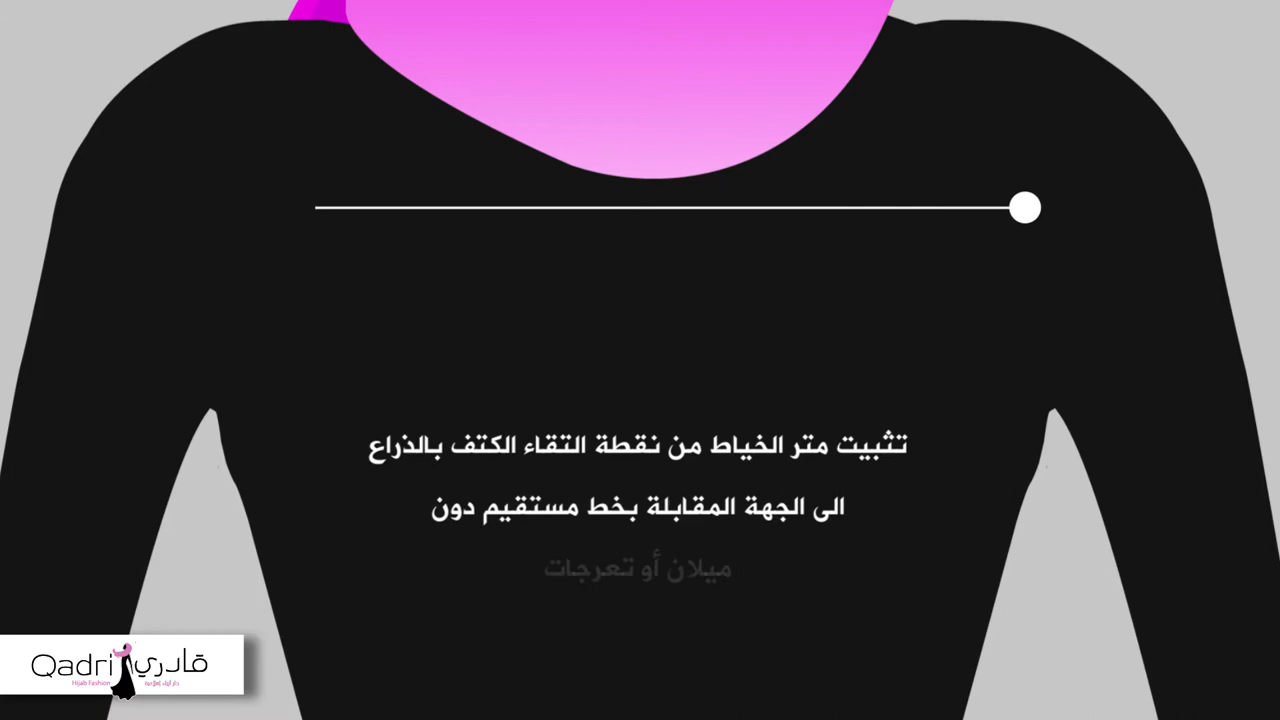 تثبيت متر الخياط من نقطة التقاء الكتف بالذراع
الى الجهة المقابلة بخط مستقيم دون
ميلان أو تعرجات
Qadri قادري
Hijab Fashion